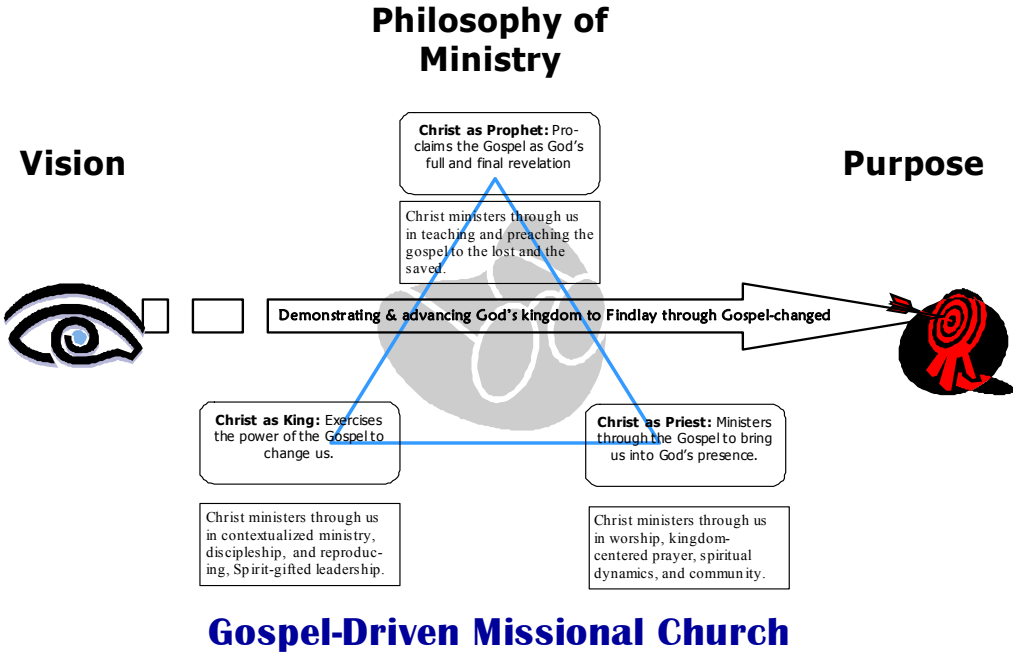 Philosophy of
Ministry
Vision
Purpose
Christ as Prophet: Pro-
claims the Gospel as God's
full and final revelation
Christ ministers through us
in teaching and preaching the
gospel to the lost and the
saved.
Demonstrating & advancing God's kingdom to Findlay through Gospel-changed
Christ as King: Exercises
the power of the Gospel to
change us.
Christ ministers through us
in contextualized ministry,
discipleship, and reproduc-
ing, Spirit-gifted leadership.
Christ as Priest: Ministers
through the Gospel to bring
us into God's presence.
Christ ministers through us
in worship, kingdom-
centered prayer, spiritual
dynamics, and community.
Gospel-Driven Missional Church